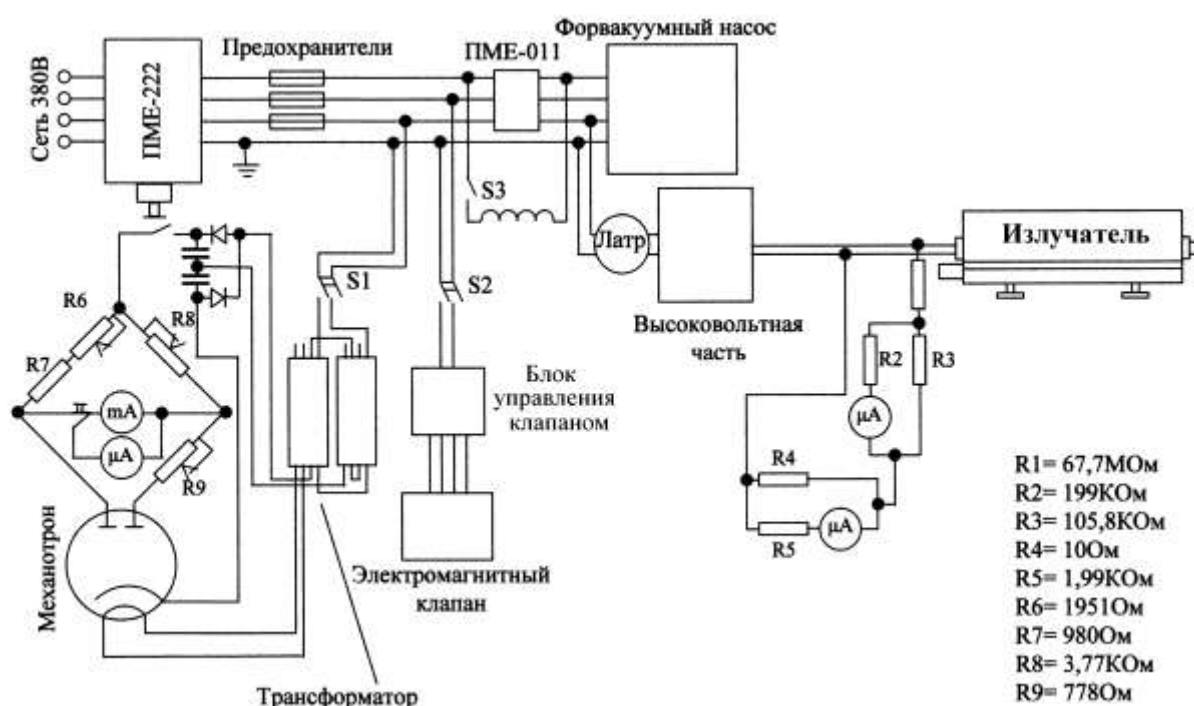 Форвакуумный насос
Предохранители
ПМЕ-011
Сеть 380В
ПМЕ-222
S3
Латр
Излучатель
S1
S2
R6
R8
R7
Высоковольтная
часть
R2
R3
Блок
управления
клапаном
mA
μA
μA
R9
R4
R5
μA
Механотрон
Электромагнитный
клапан
Трансформатор
R1= 67,7МОм
R2= 199КОм
R3= 105,8КОм
R4= 10Ом
R5= 1,99КОм
R6= 1951Ом
R7= 980Ом
R8= 3,77КОм
R9= 778Ом